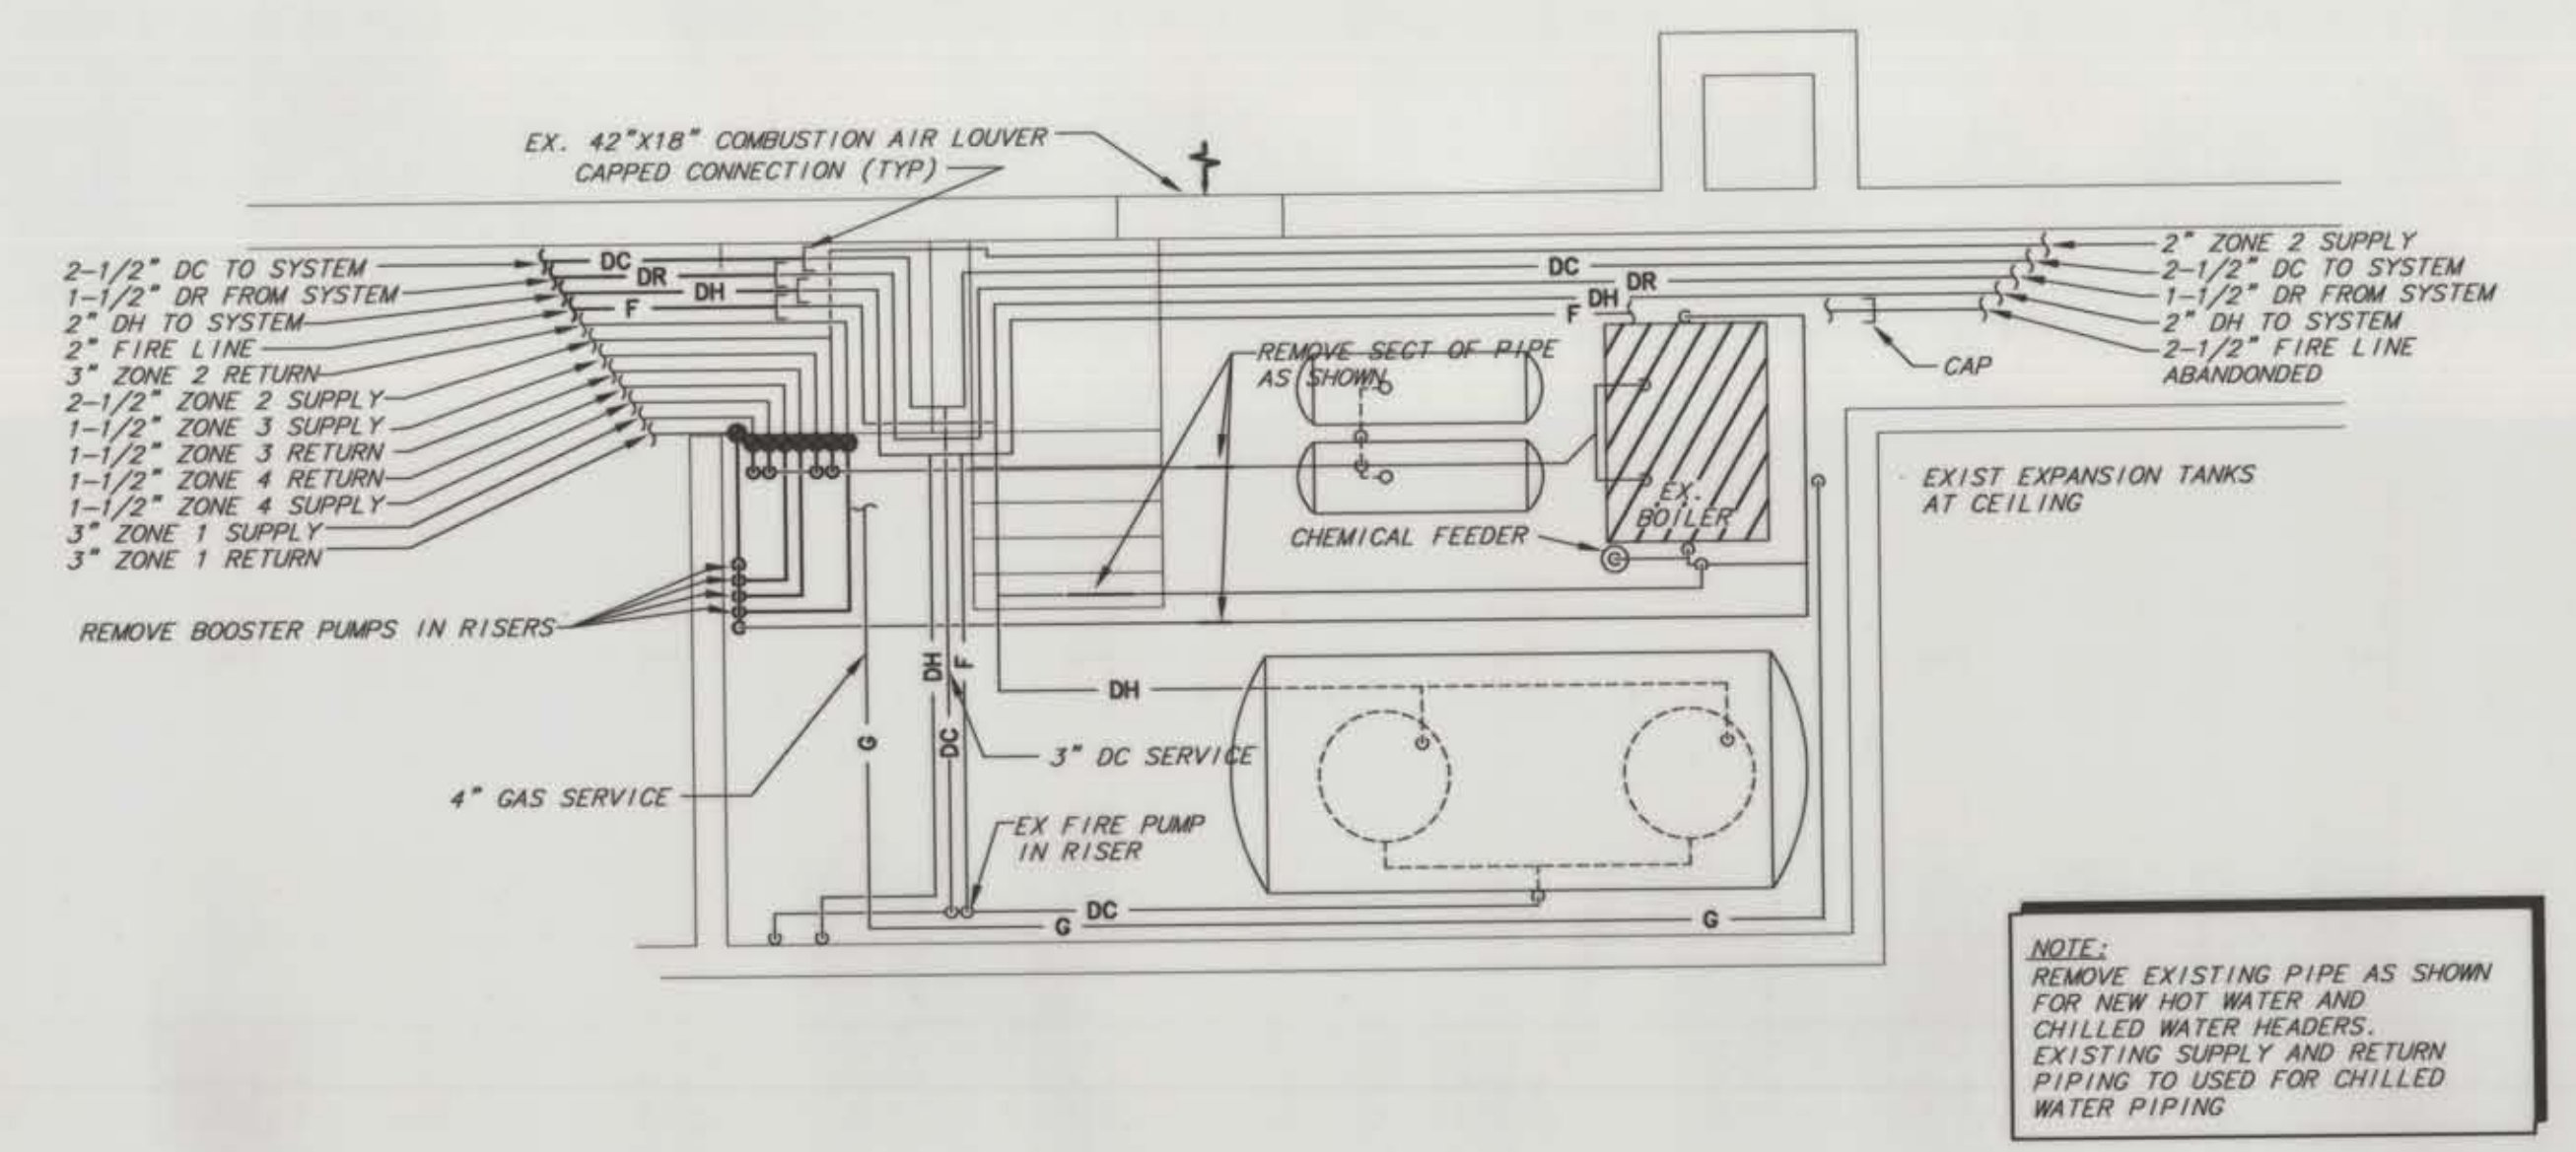 EX. 42"X18" COMBUSTION AIR LOUVER
CAPPED CONNECTION (TYP)
2-1/2" DC TO SYSTEM
1-1/2" DR FROM SYSTEM
2" DH TO SYSTEM
2" FIRE LINE
3" ZONE 2 RETURN
2-1/2" ZONE 2 SUPPLY
1-1/2" ZONE 3 SUPPLY
1-1/2" ZONE 3 RETURN
1-1/2" ZONE 4 RETURN
1-1/2" ZONE 4 SUPPLY
3" ZONE 1 SUPPLY
3" ZONE 1 RETURN
DC
DR
DH
F
DC
DR
DH
F
2" ZONE 2 SUPPLY
2-1/2" DC TO SYSTEM
1-1/2" DR FROM SYSTEM
2" DH TO SYSTEM
2-1/2" FIRE LINE
ABANDONDED
CAP
REMOVE SECT OF PIPE
AS SHOWN
EXIST EXPANSION TANKS
AT CEILING
EX.
BOILER
CHEMICAL FEEDER
REMOVE BOOSTER PUMPS IN RISERS
DH
F
DH
G
DC
3" DC SERVICE
4" GAS SERVICE
EX FIRE PUMP
IN RISER
DC
G
G
NOTE:
REMOVE EXISTING PIPE AS SHOWN
FOR NEW HOT WATER AND
CHILLED WATER HEADERS.
EXISTING SUPPLY AND RETURN
PIPING TO USED FOR CHILLED
WATER PIPING